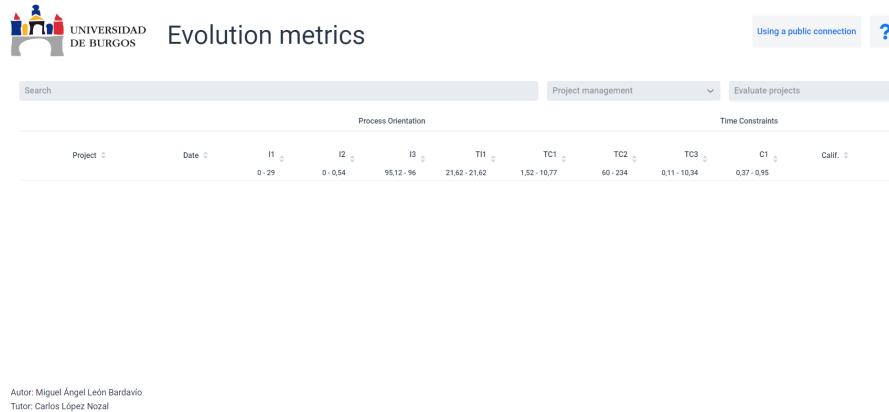 UNIVERSIDAD
DE BURGOS
Evolution metrics
Using a public connection
?
Search
Project management
Evaluate projects
Process Orientation
Time Constraints
Project Date I1 I2 I3 TI1 TC1 TC2 TC3 C1 Calif.
0 - 29 0 - 0,54 95,12 - 96 21,62 - 21,62 1,52 - 10,77 60 - 234 0,11 - 10,34 0,37 - 0,95
Autor: Miguel Ángel León Bardavío
Tutor: Carlos López Nozal